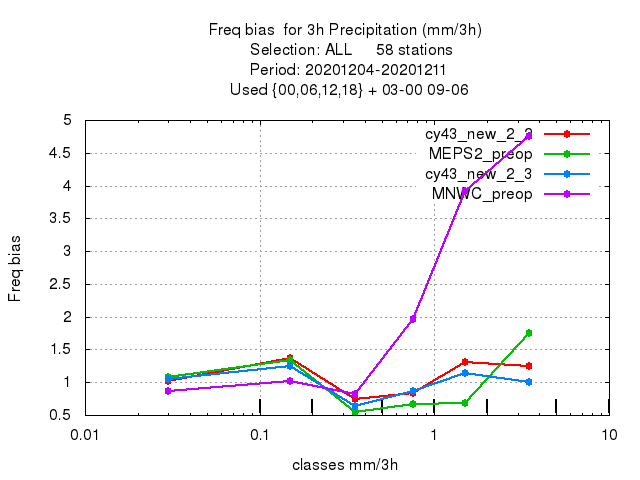 Freq bias  for 3h Precipitation (mm/3h)
Selection: ALL     58 stations
Period: 20201204-20201211
Used {00,06,12,18} + 03-00 09-06
5
4.5
4
3.5
3
2.5
2
1.5
1
0.5
Freq bias
cy43_new_2_2
MEPS2_preop
cy43_new_2_3
MNWC_preop
0.01 0.1 1 10
classes mm/3h